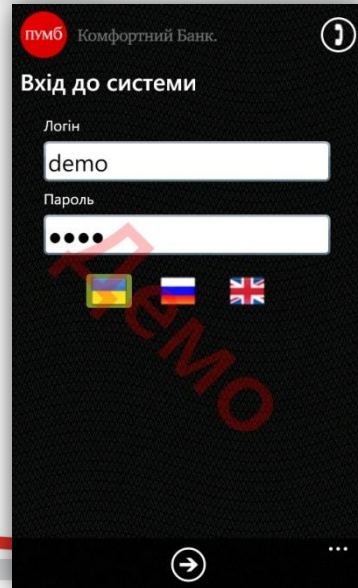 пумб Комфортний Банк.
Вхід до системи
Логін
demo
Пароль
Демо